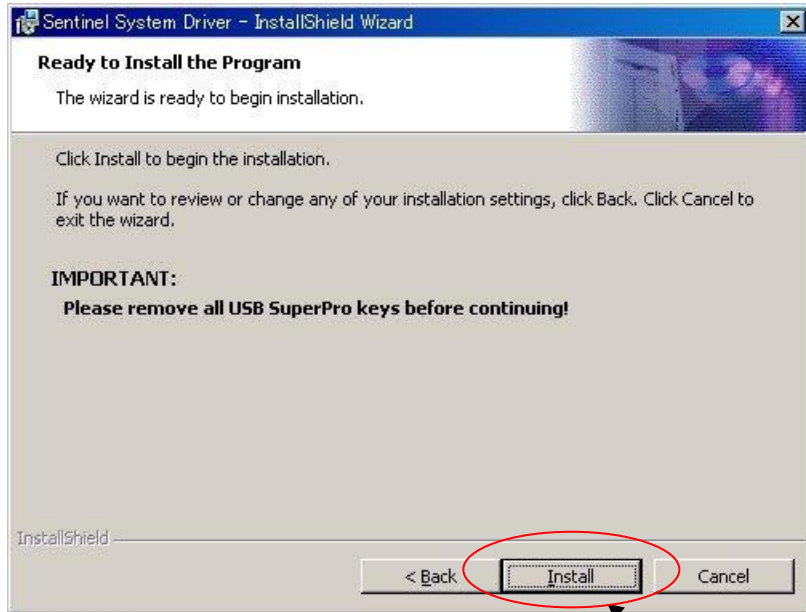 Sentinel System Driver - InstallShield Wizard
Ready to Install the Program
The wizard is ready to begin installation.
Click Install to begin the installation.
If you want to review or change any of your installation settings, click Back. Click Cancel to
exit the wizard.
IMPORTANT:
Please remove all USB SuperPro keys before continuing!
InstallShield
< Back
Install
Cancel